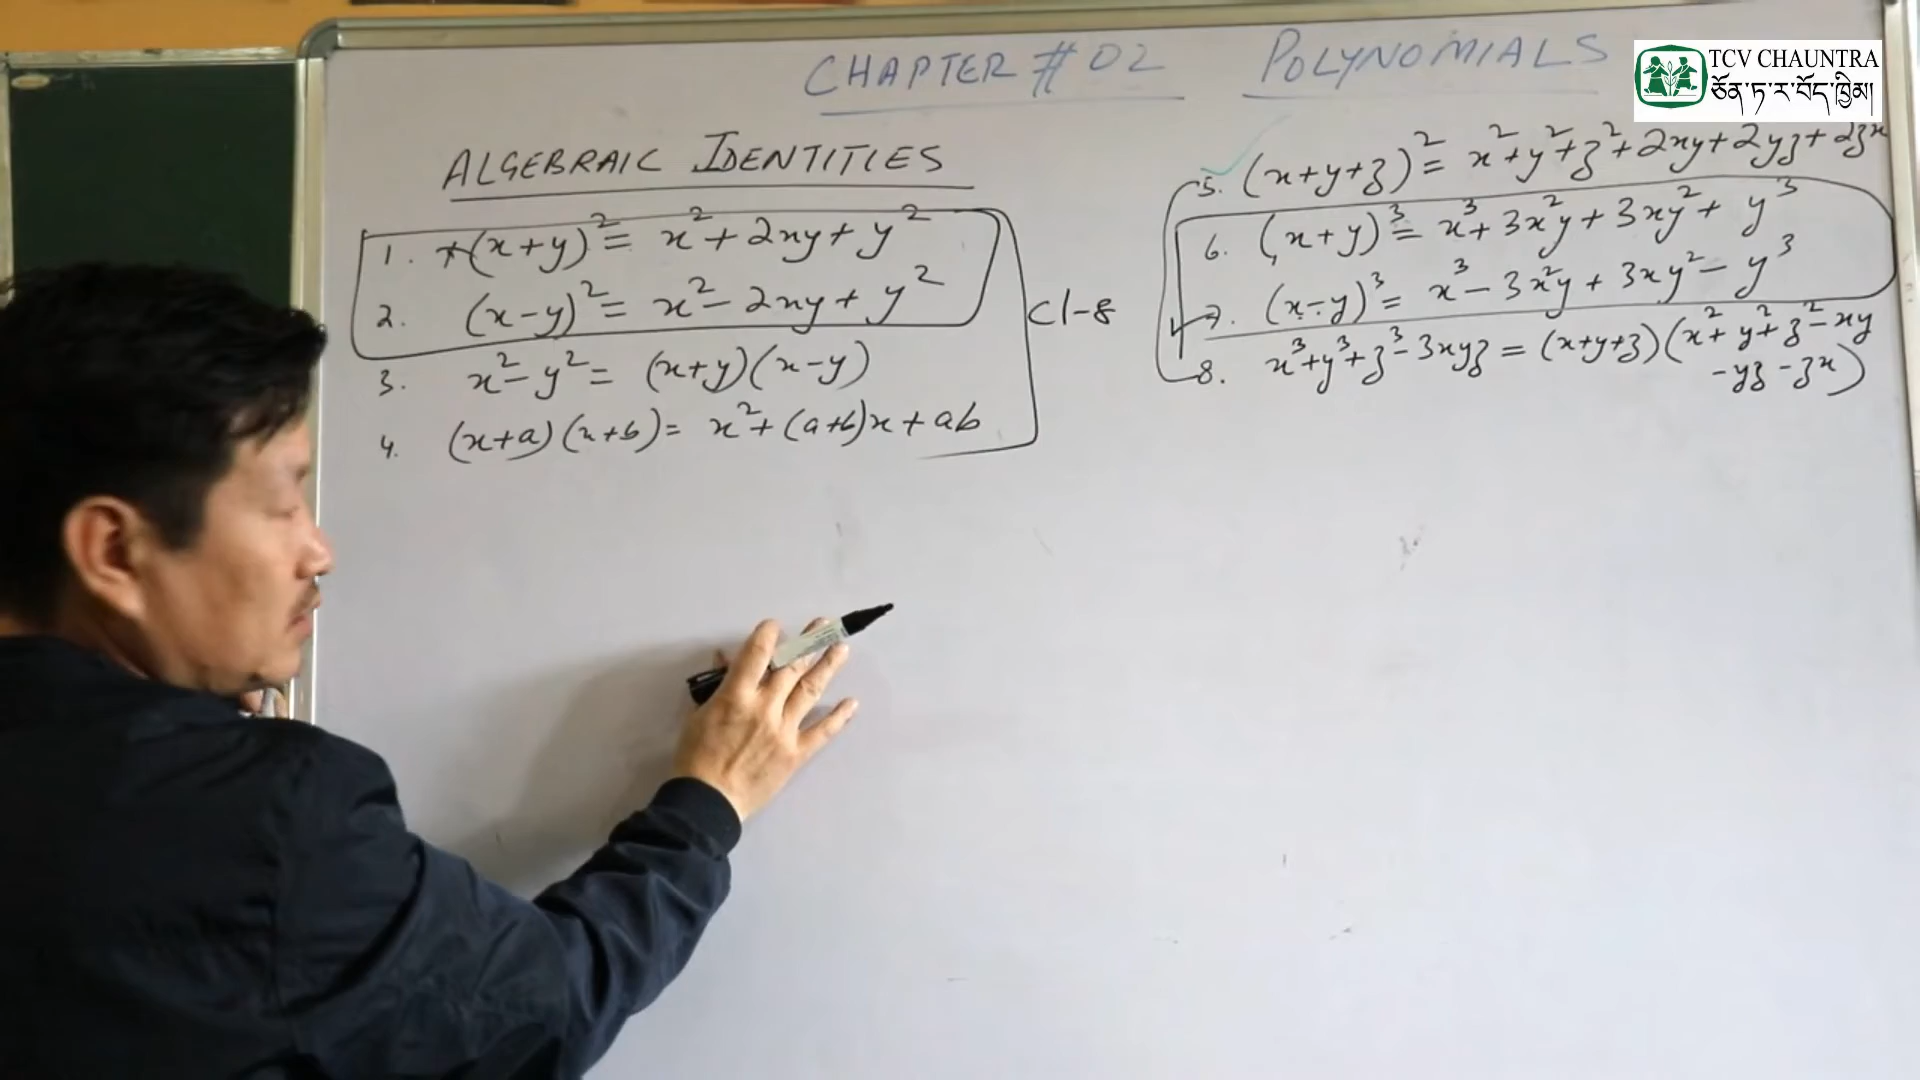 CHAPTER # 02 POLYNOMIALS
TCV CHAUNTRA
ཅོན་ཏ་ར་བོད་ཁྱིམ།
ALGEBRAIC IDENTITIES
1. *(x+y)² = x² + 2xy + y²
2. (x-y)² = x² - 2xy + y²
3. x² - y² = (x+y)(x-y)
4. (x+a)(x+b) = x² + (a+b)x + ab
cl-8
5. (x+y+z)² = x² + y² + z² + 2xy + 2yz + 2zx
6. (x+y)³ = x³ + 3x²y + 3xy² + y³
7. (x-y)³ = x³ - 3x²y + 3xy² - y³
8. x³ + y³ + z³ - 3xyz = (x+y+z)(x² + y² + z² - xy
- yz - zx)